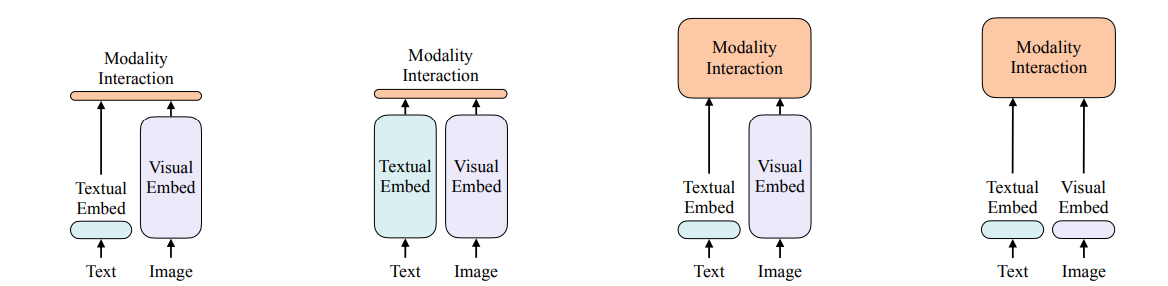 Modality
Interaction
Textual
Embed
Visual
Embed
Text
Image
Modality
Interaction
Textual
Embed
Visual
Embed
Text
Image
Modality
Interaction
Textual
Embed
Visual
Embed
Text
Image
Modality
Interaction
Textual
Embed
Visual
Embed
Text
Image